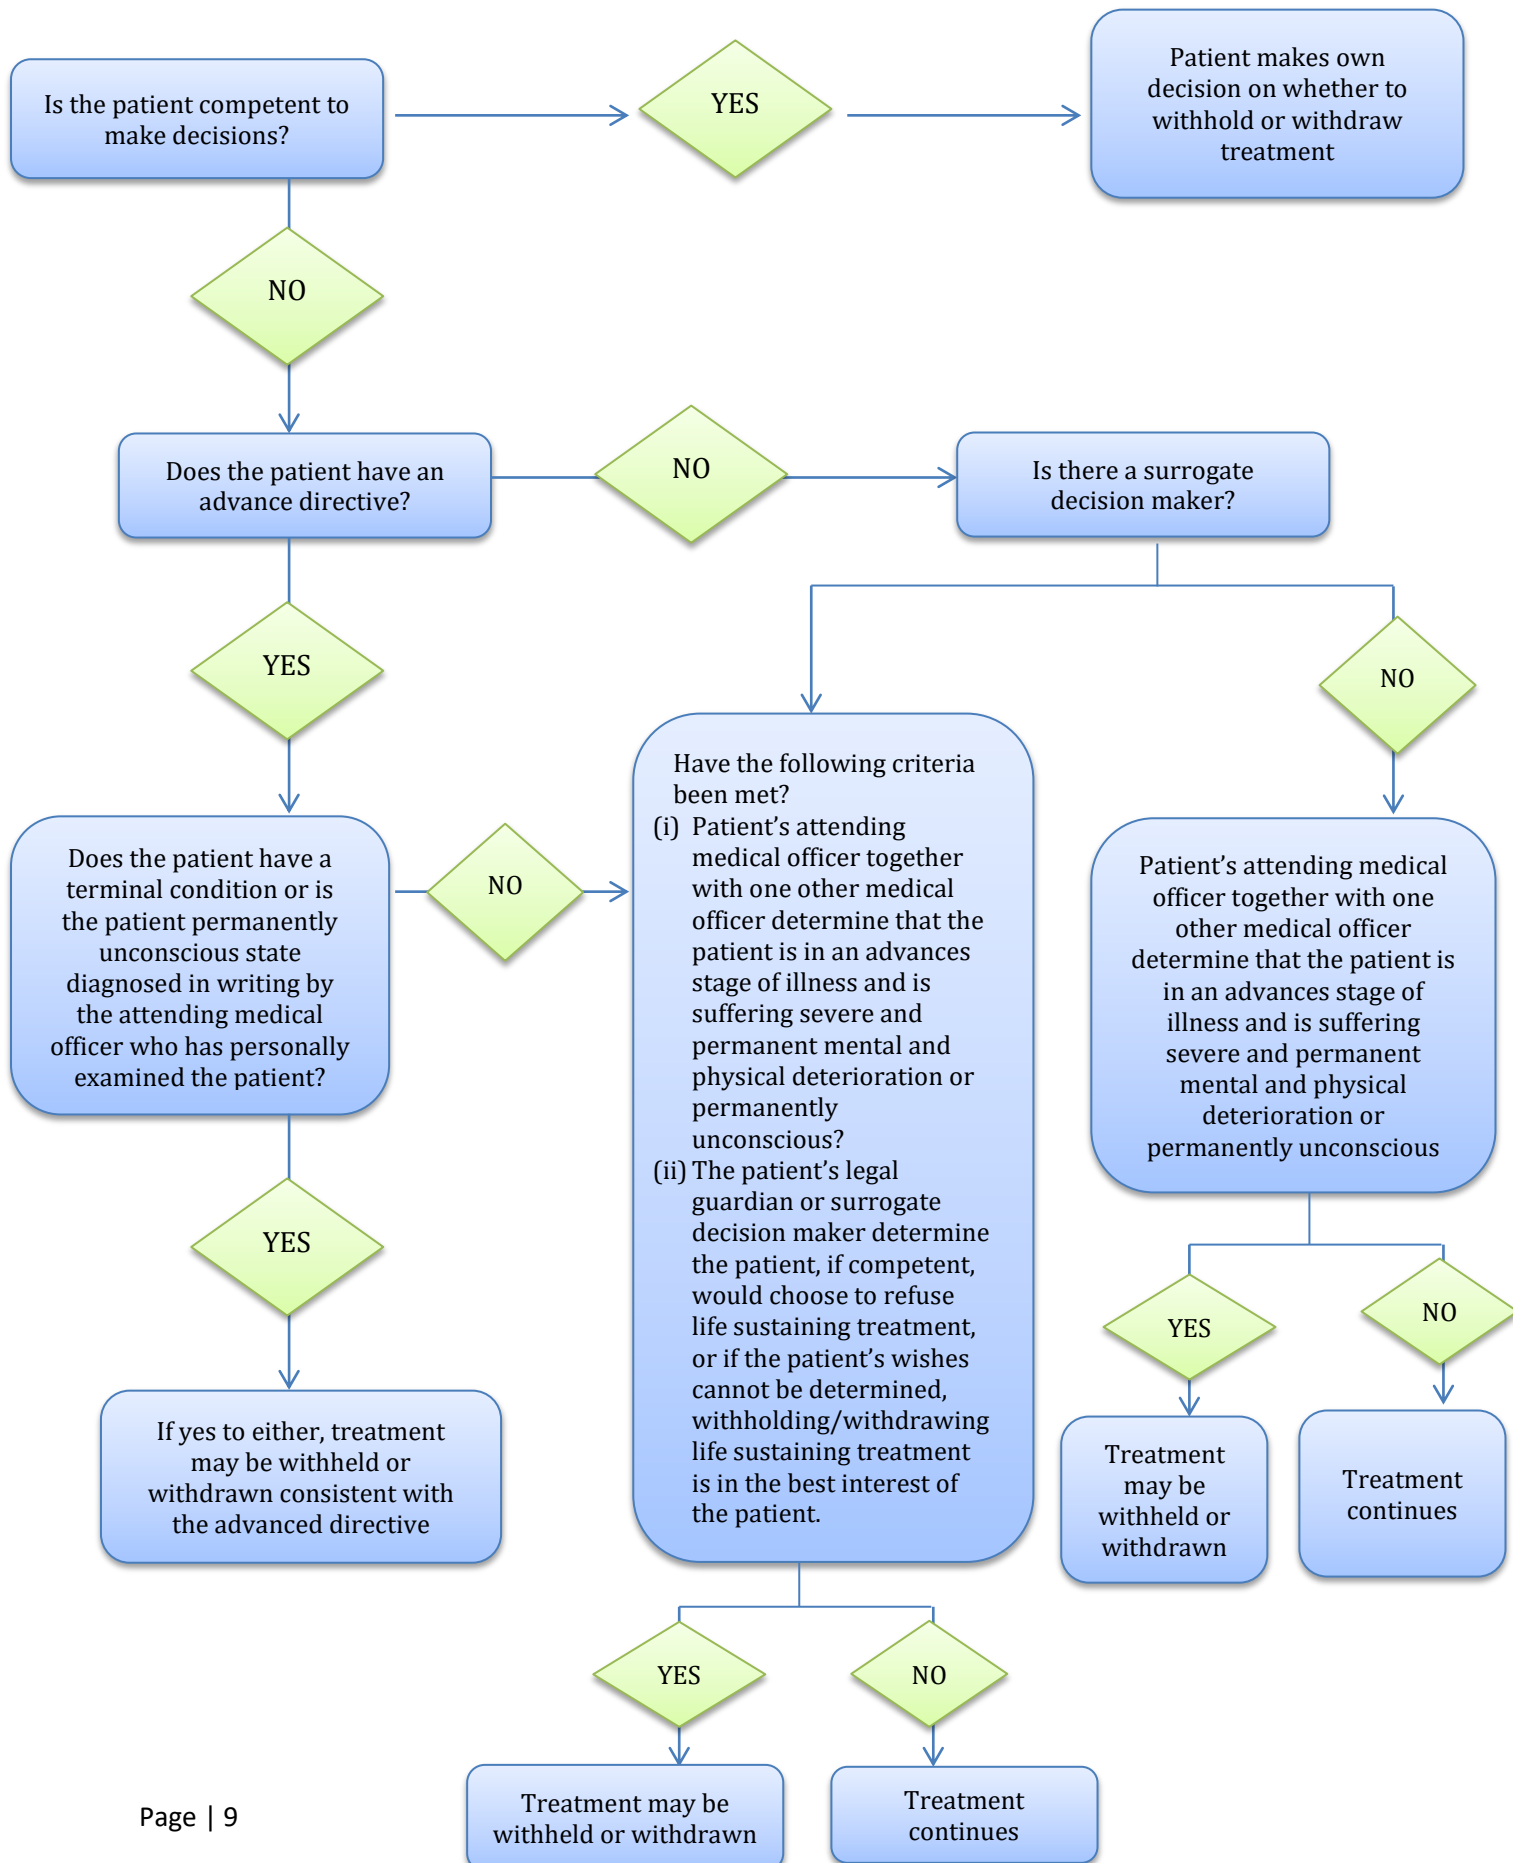 Is the patient competent to
make decisions?
YES
Patient makes own
decision on whether to
withhold or withdraw
treatment
NO
Does the patient have an
advance directive?
NO
Is there a surrogate
decision maker?
YES
NO
Does the patient have a
terminal condition or is
the patient permanently
unconscious state
diagnosed in writing by
the attending medical
officer who has personally
examined the patient?
NO
Have the following criteria
been met?
(i) Patient’s attending
medical officer together
with one other medical
officer determine that the
patient is in an advances
stage of illness and is
suffering severe and
permanent mental and
physical deterioration or
permanently
unconscious?
(ii) The patient’s legal
guardian or surrogate
decision maker determine
the patient, if competent,
would choose to refuse
life sustaining treatment,
or if the patient’s wishes
cannot be determined,
withholding/withdrawing
life sustaining treatment
is in the best interest of
the patient.
Patient’s attending medical
officer together with one
other medical officer
determine that the patient is
in an advances stage of
illness and is suffering
severe and permanent
mental and physical
deterioration or
permanently unconscious
YES
YES
NO
If yes to either, treatment
may be withheld or
withdrawn consistent with
the advanced directive
Treatment
may be
withheld or
withdrawn
Treatment
continues
YES
NO
Treatment may be
withheld or withdrawn
Treatment
continues
Page | 9